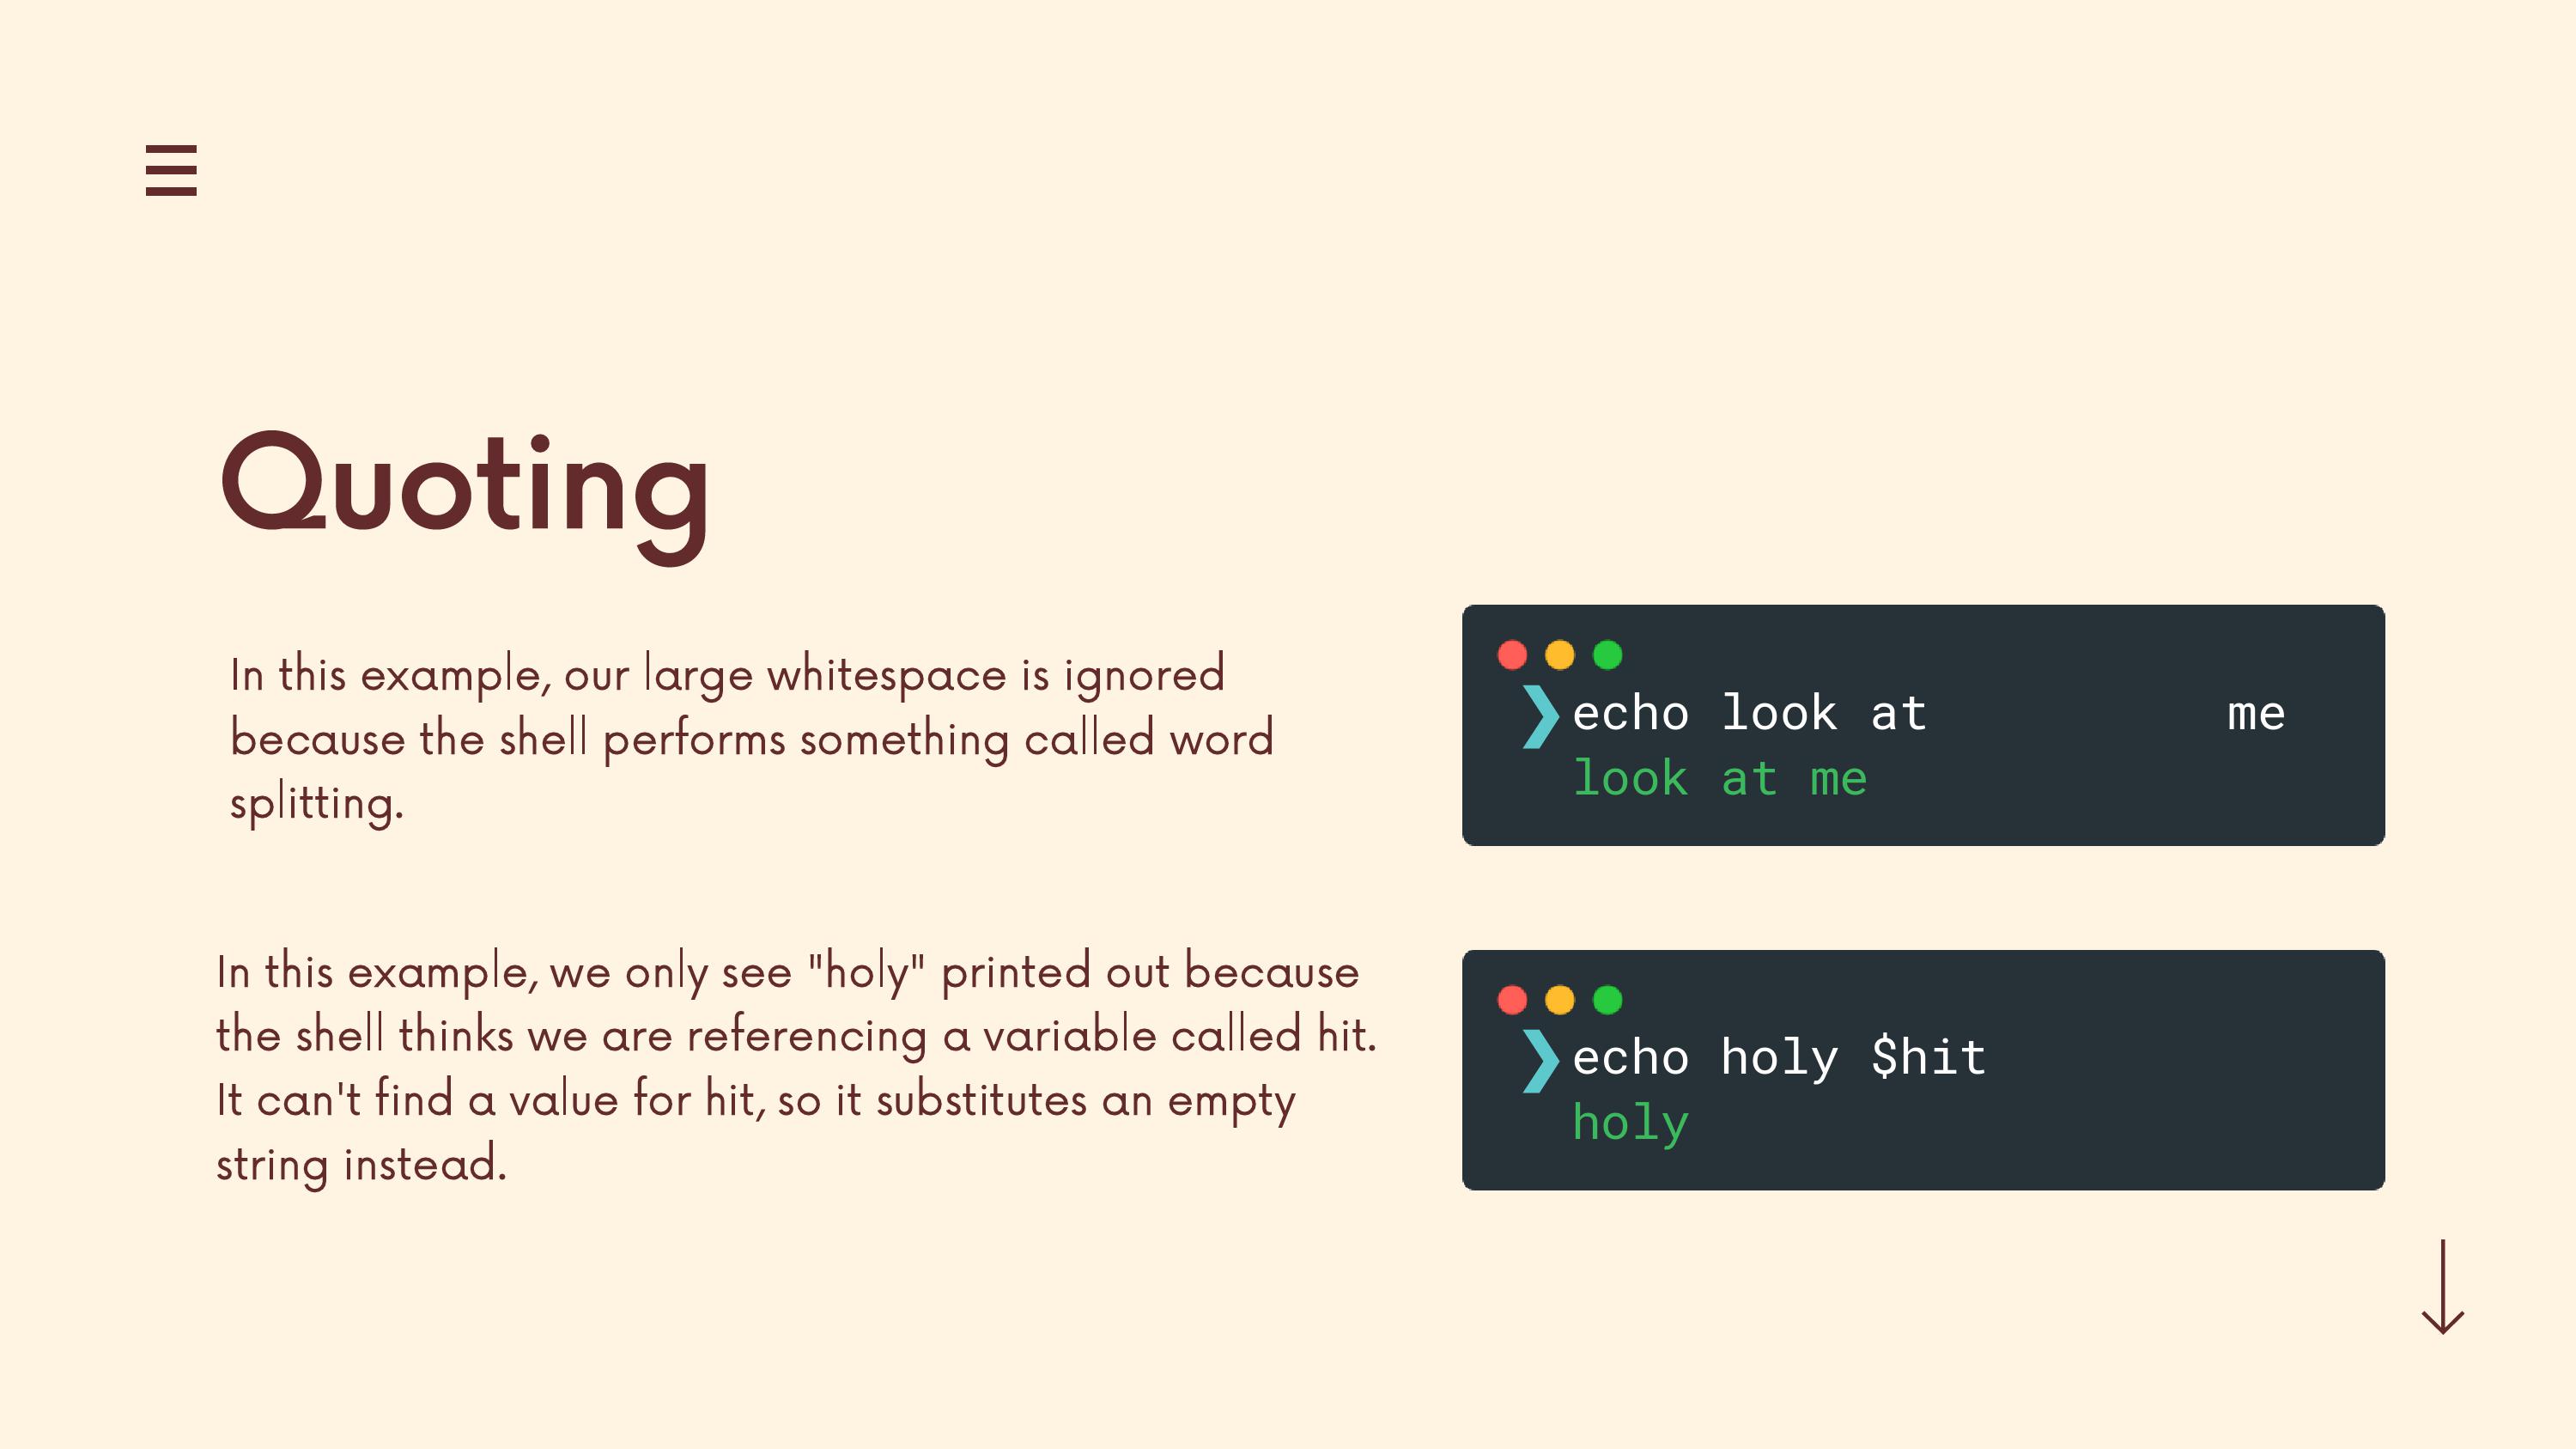 Quoting
In this example, our large whitespace is ignored
because the shell performs something called word
splitting.
❯echo look at          me
look at me
In this example, we only see "holy" printed out because
the shell thinks we are referencing a variable called hit.
It can't find a value for hit, so it substitutes an empty
string instead.
❯echo holy $hit
holy